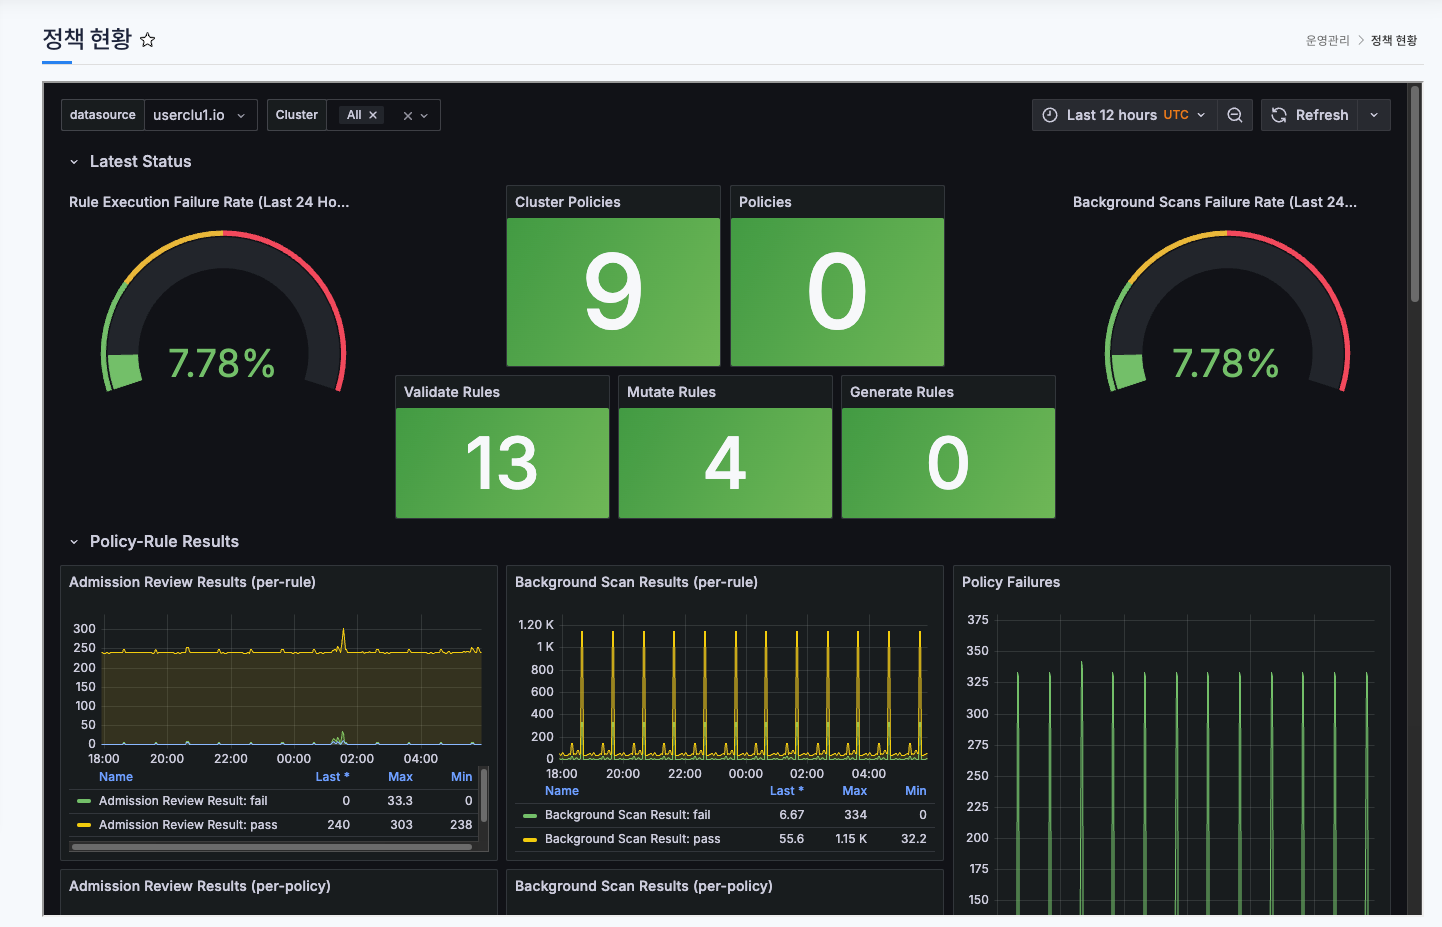 정책 현황
운영관리 > 정책 현황
datasource userclu1.io Cluster All
Last 12 hours UTC Refresh
Latest Status
Rule Execution Failure Rate (Last 24 Ho...
7.78%
Cluster Policies
9
Policies
0
Background Scans Failure Rate (Last 24...
7.78%
Validate Rules
13
Mutate Rules
4
Generate Rules
0
Policy-Rule Results
Admission Review Results (per-rule)
300
250
200
150
100
50
0
18:00 20:00 22:00 00:00 02:00 04:00
Name Last * Max Min
Admission Review Result: fail 0 33.3 0
Admission Review Result: pass 240 303 238
Background Scan Results (per-rule)
1.20 K
1 K
800
600
400
200
0
18:00 20:00 22:00 00:00 02:00 04:00
Name Last * Max Min
Background Scan Result: fail 6.67 334 0
Background Scan Result: pass 55.6 1.15 K 32.2
Policy Failures
375
350
325
300
275
250
225
200
175
150
Admission Review Results (per-policy)
Background Scan Results (per-policy)